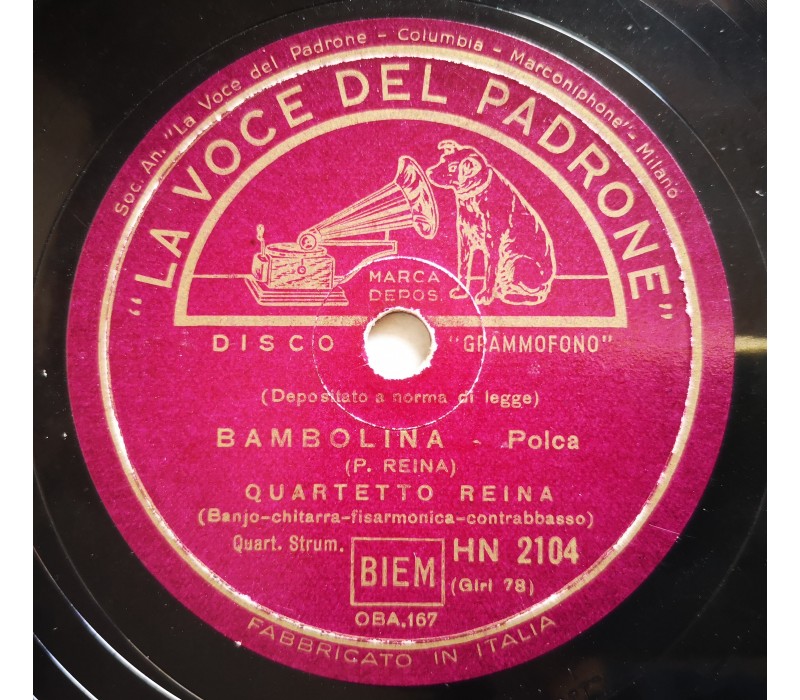 Soc. An. "La Voce del Padrone - Columbia - Marconiphone" - Milano
"LA VOCE DEL PADRONE"
MARCA
DEPOS.
DISCO "GRAMMOFONO"
(Depositato a norma di legge)
BAMBOLINA - Polca
(P. REINA)
QUARTETTO REINA
(Banjo-chitarra-fisarmonica-contrabbasso)
Quart. Strum. BIEM HN 2104
(Giri 78)
OBA.167
FABBRICATO IN ITALIA